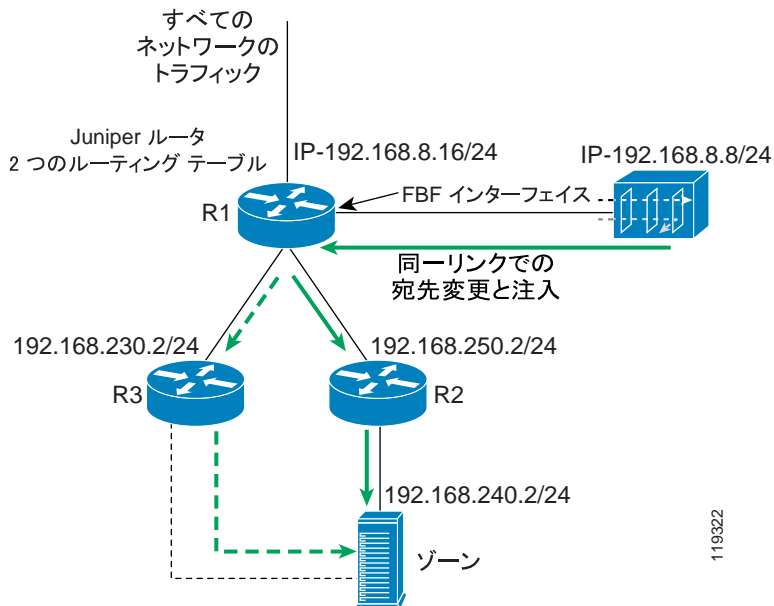 すべての
ネットワークの
トラフィック
Juniper ルータ
2 つのルーティング テーブル
IP-192.168.8.16/24
IP-192.168.8.8/24
R1
FBF インターフェイス
同一リンクでの
宛先変更と注入
192.168.230.2/24
192.168.250.2/24
R3
R2
192.168.240.2/24
ゾーン
119322